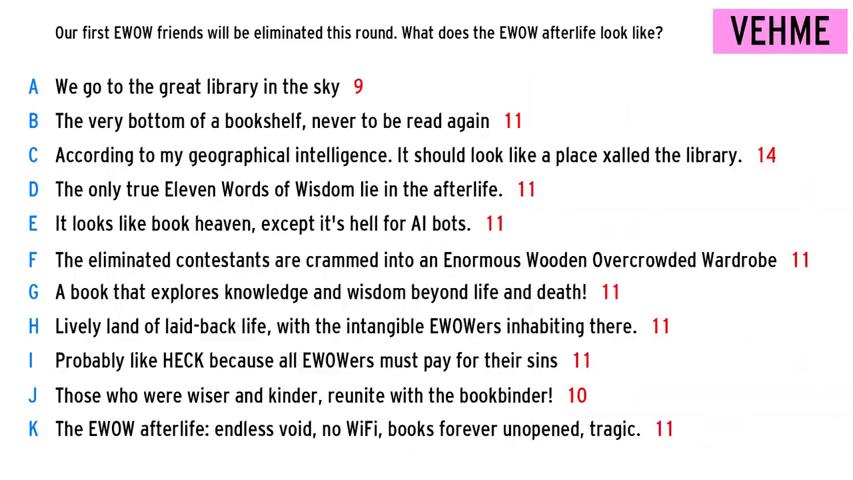 Our first EWOW friends will be eliminated this round. What does the EWOW afterlife look like?
VEHME
A We go to the great library in the sky 9
B The very bottom of a bookshelf, never to be read again 11
C According to my geographical intelligence. It should look like a place xalled the library. 14
D The only true Eleven Words of Wisdom lie in the afterlife. 11
E It looks like book heaven, except it's hell for AI bots. 11
F The eliminated contestants are crammed into an Enormous Wooden Overcrowded Wardrobe 11
G A book that explores knowledge and wisdom beyond life and death! 11
H Lively land of laid-back life, with the intangible EWOWers inhabiting there. 11
I Probably like HECK because all EWOWers must pay for their sins 11
J Those who were wiser and kinder, reunite with the bookbinder! 10
K The EWOW afterlife: endless void, no WiFi, books forever unopened, tragic. 11